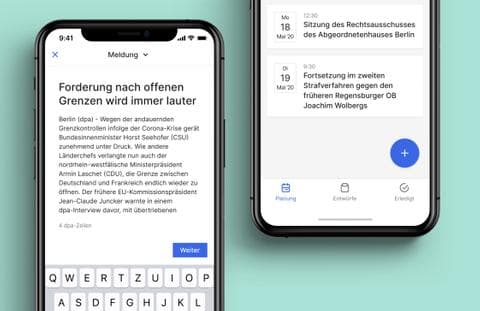 9:41
Meldung
Forderung nach offenen
Grenzen wird immer lauter
Berlin (dpa) - Wegen der andauernden
Grenzkontrollen infolge der Corona-Krise gerät
Bundesinnenminister Horst Seehofer (CSU)
zunehmend unter Druck. Wie andere
Länderchefs verlangte nun auch der
nordrhein-westfälische Ministerpräsident
Armin Laschet (CDU), die Grenze zwischen
Deutschland und Frankreich endlich wieder zu
öffnen. Der frühere EU-Kommissionspräsident
Jean-Claude Juncker warnte in einem
dpa-Interview davor, mit übertriebenen
4 dpa-Zeilen
Weiter
Q W E R T Z U I O P
A S D F G H J K L
Mo
18
Mai '20
12:30
Sitzung des Rechtsausschusses
des Abgeordnetenhauses Berlin
Di
19
Mai '20
9:30
Fortsetzung im zweiten
Strafverfahren gegen den
früheren Regensburger OB
Joachim Wolbergs
+
Planung
Entwürfe
Erledigt